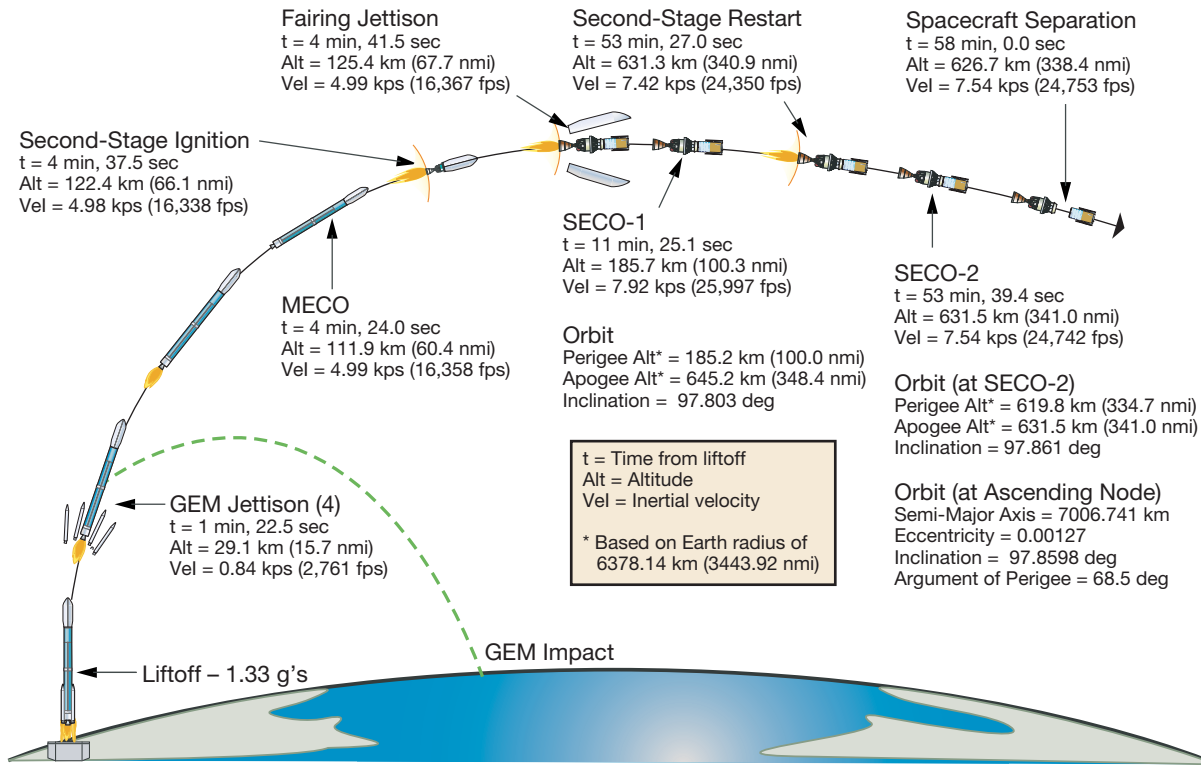 Fairing Jettison
t = 4 min, 41.5 sec
Alt = 125.4 km (67.7 nmi)
Vel = 4.99 kps (16,367 fps)
Second-Stage Restart
t = 53 min, 27.0 sec
Alt = 631.3 km (340.9 nmi)
Vel = 7.42 kps (24,350 fps)
Spacecraft Separation
t = 58 min, 0.0 sec
Alt = 626.7 km (338.4 nmi)
Vel = 7.54 kps (24,753 fps)
Second-Stage Ignition
t = 4 min, 37.5 sec
Alt = 122.4 km (66.1 nmi)
Vel = 4.98 kps (16,338 fps)
SECO-1
t = 11 min, 25.1 sec
Alt = 185.7 km (100.3 nmi)
Vel = 7.92 kps (25,997 fps)
SECO-2
t = 53 min, 39.4 sec
Alt = 631.5 km (341.0 nmi)
Vel = 7.54 kps (24,742 fps)
MECO
t = 4 min, 24.0 sec
Alt = 111.9 km (60.4 nmi)
Vel = 4.99 kps (16,358 fps)
Orbit
Perigee Alt* = 185.2 km (100.0 nmi)
Apogee Alt* = 645.2 km (348.4 nmi)
Inclination = 97.803 deg
Orbit (at SECO-2)
Perigee Alt* = 619.8 km (334.7 nmi)
Apogee Alt* = 631.5 km (341.0 nmi)
Inclination = 97.861 deg
t = Time from liftoff
Alt = Altitude
Vel = Inertial velocity
* Based on Earth radius of
6378.14 km (3443.92 nmi)
Orbit (at Ascending Node)
Semi-Major Axis = 7006.741 km
Eccentricity = 0.00127
Inclination = 97.8598 deg
Argument of Perigee = 68.5 deg
GEM Jettison (4)
t = 1 min, 22.5 sec
Alt = 29.1 km (15.7 nmi)
Vel = 0.84 kps (2,761 fps)
GEM Impact
Liftoff – 1.33 g's